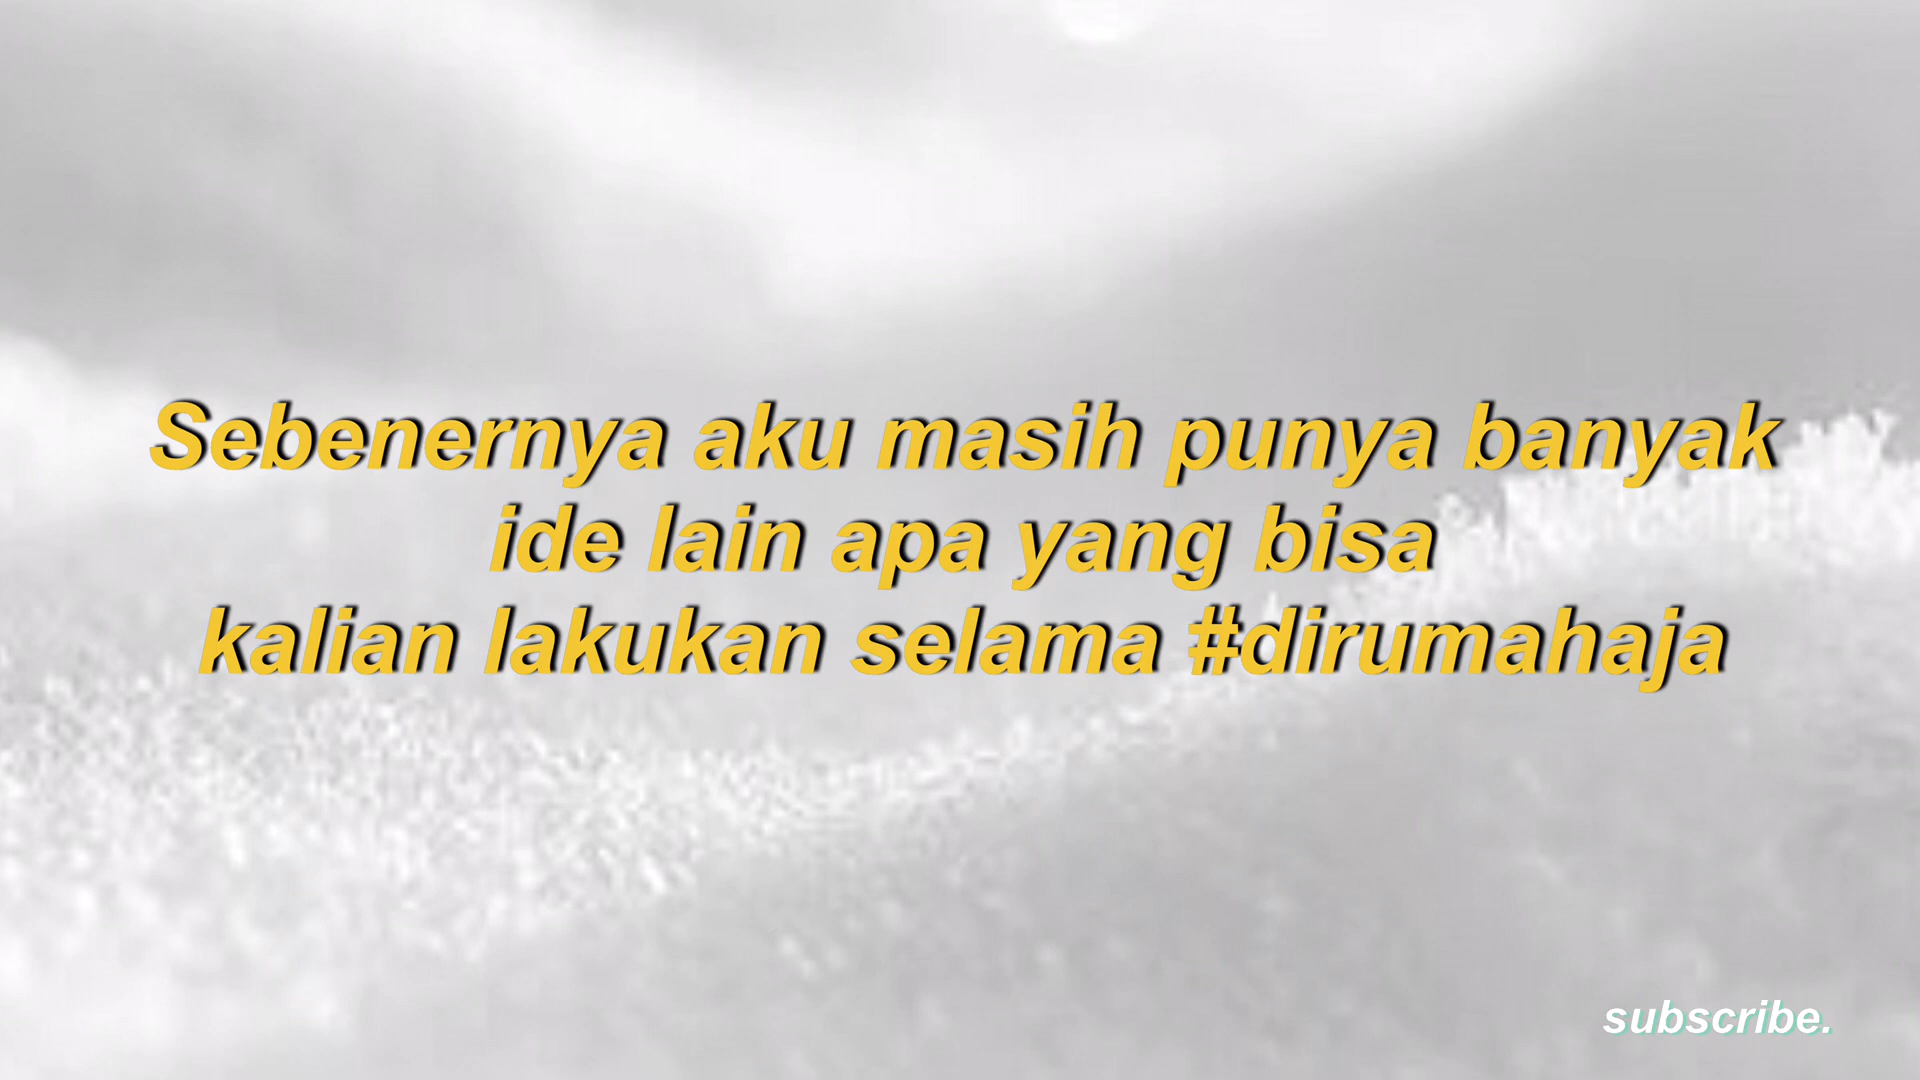 Sebenernya aku masih punya banyak
ide lain apa yang bisa
kalian lakukan selama #dirumahaja
subscribe.